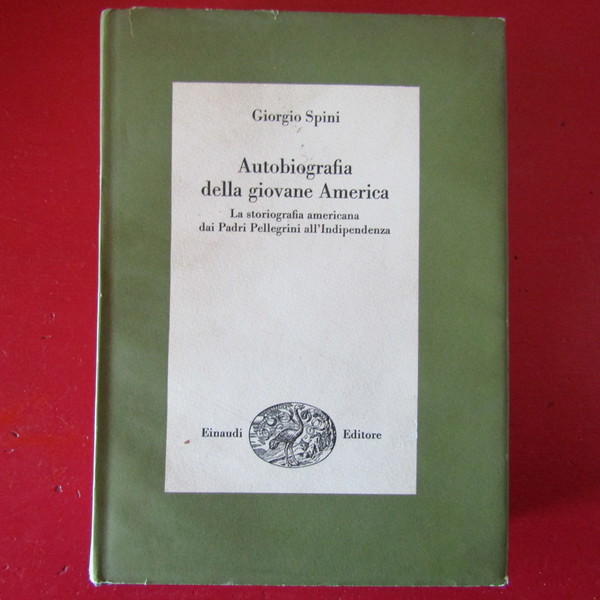 Giorgio Spini
Autobiografia
della giovane America
La storiografia americana
dai Padri Pellegrini all'Indipendenza
Einaudi Editore